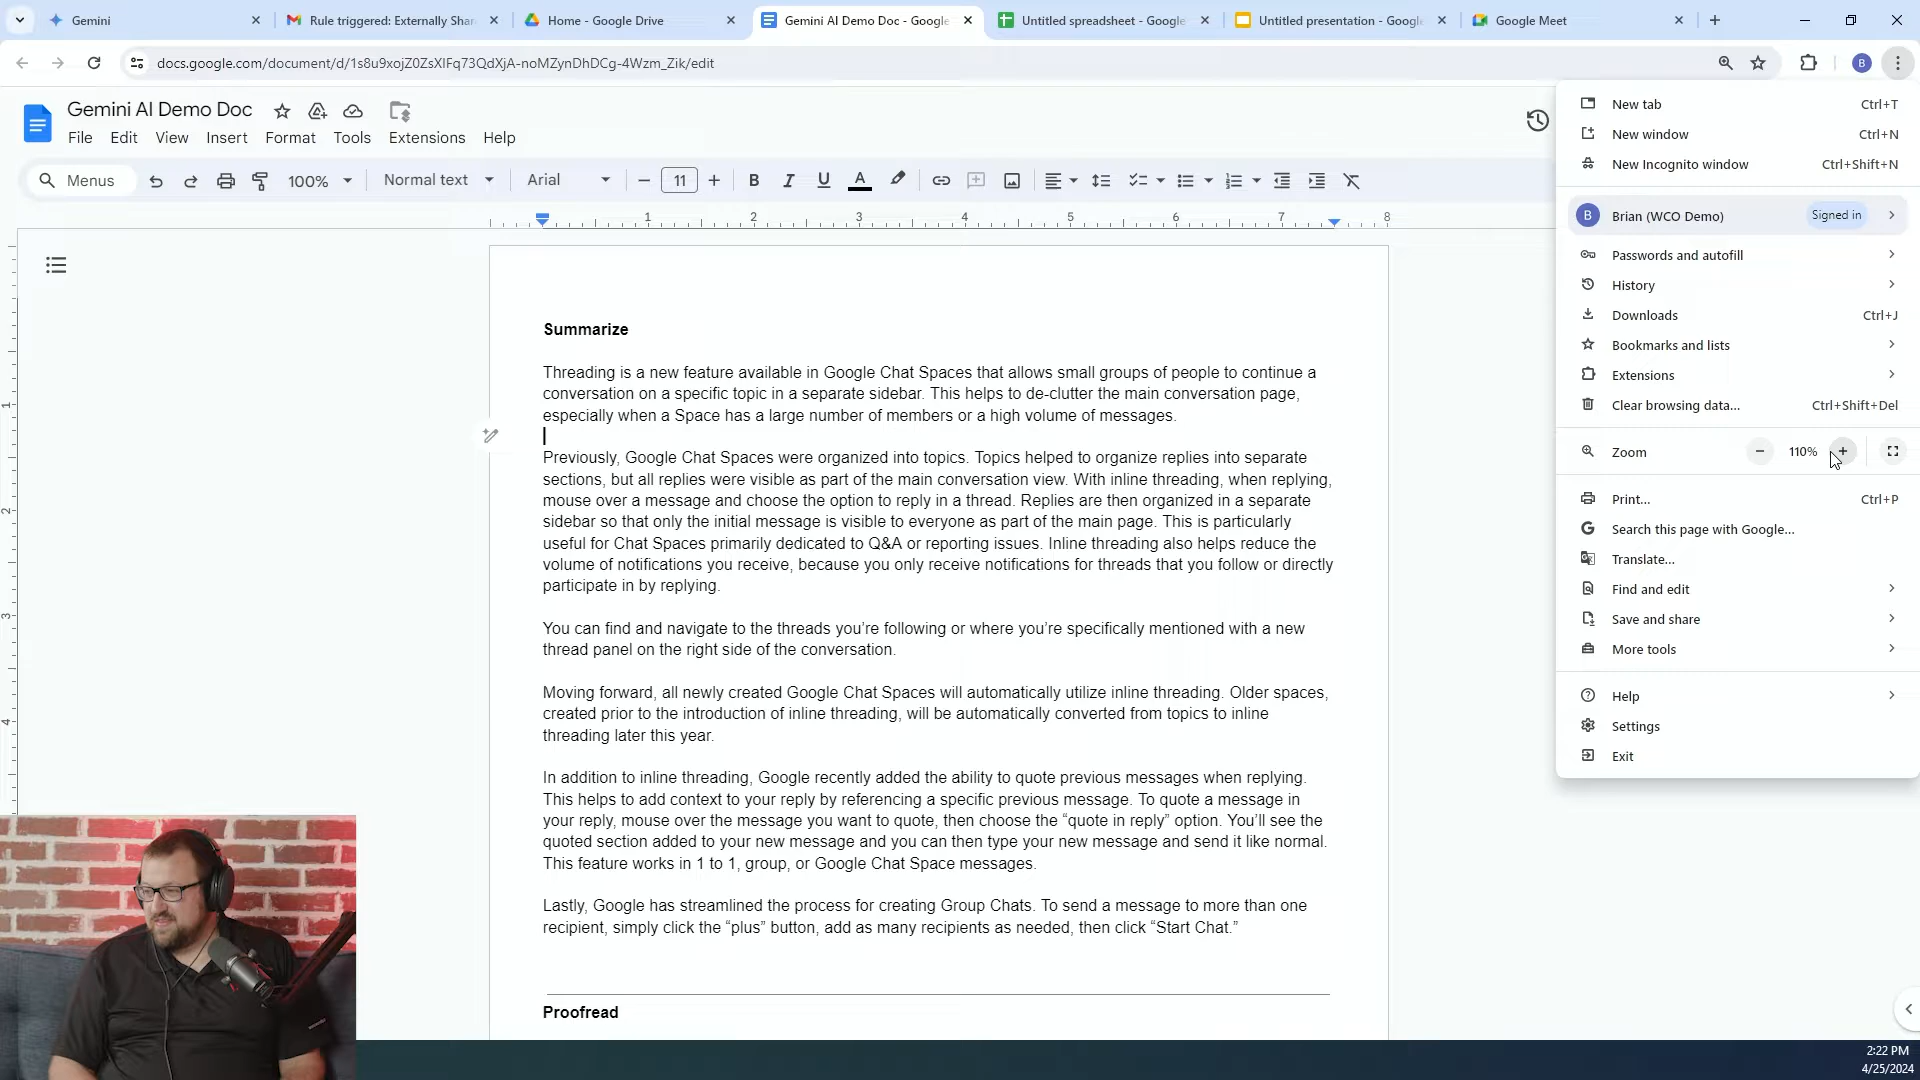 Gemini
Rule triggered: Externally Shar
Home - Google Drive
Gemini AI Demo Doc - Google
Untitled spreadsheet - Google
Untitled presentation - Google
Google Meet
docs.google.com/document/d/1s8u9xojZ0ZsXlFq73QdXjA-noMZynDhDCg-4Wzm_Zik/edit
B
Gemini AI Demo Doc
File Edit View Insert Format Tools Extensions Help
Menus 100% Normal text Arial 11 B I U A
1 2 3 4 5 6 7 8
1
2
3
4
Summarize
Threading is a new feature available in Google Chat Spaces that allows small groups of people to continue a
conversation on a specific topic in a separate sidebar. This helps to de-clutter the main conversation page,
especially when a Space has a large number of members or a high volume of messages.
Previously, Google Chat Spaces were organized into topics. Topics helped to organize replies into separate
sections, but all replies were visible as part of the main conversation view. With inline threading, when replying,
mouse over a message and choose the option to reply in a thread. Replies are then organized in a separate
sidebar so that only the initial message is visible to everyone as part of the main page. This is particularly
useful for Chat Spaces primarily dedicated to Q&A or reporting issues. Inline threading also helps reduce the
volume of notifications you receive, because you only receive notifications for threads that you follow or directly
participate in by replying.
You can find and navigate to the threads you're following or where you're specifically mentioned with a new
thread panel on the right side of the conversation.
Moving forward, all newly created Google Chat Spaces will automatically utilize inline threading. Older spaces,
created prior to the introduction of inline threading, will be automatically converted from topics to inline
threading later this year.
In addition to inline threading, Google recently added the ability to quote previous messages when replying.
This helps to add context to your reply by referencing a specific previous message. To quote a message in
your reply, mouse over the message you want to quote, then choose the “quote in reply” option. You'll see the
quoted section added to your new message and you can then type your new message and send it like normal.
This feature works in 1 to 1, group, or Google Chat Space messages.
Lastly, Google has streamlined the process for creating Group Chats. To send a message to more than one
recipient, simply click the “plus” button, add as many recipients as needed, then click “Start Chat.”
Proofread
New tab Ctrl+T
New window Ctrl+N
New Incognito window Ctrl+Shift+N
B Brian (WCO Demo) Signed in
Passwords and autofill
History
Downloads Ctrl+J
Bookmarks and lists
Extensions
Clear browsing data... Ctrl+Shift+Del
Zoom 110%
Print... Ctrl+P
Search this page with Google...
Translate...
Find and edit
Save and share
More tools
Help
Settings
Exit
2:22 PM
4/25/2024